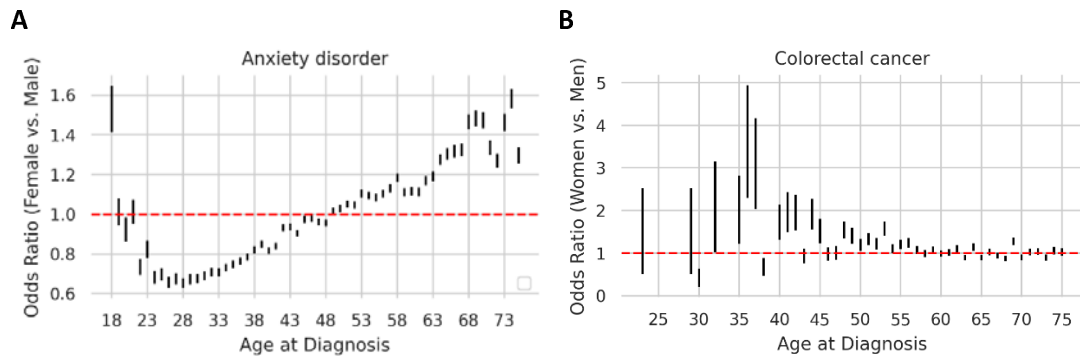 A
B
Anxiety disorder
Odds Ratio (Female vs. Male)
1.6
1.4
1.2
1.0
0.8
0.6
18 23 28 33 38 43 48 53 58 63 68 73
Age at Diagnosis
Colorectal cancer
Odds Ratio (Women vs. Men)
5
4
3
2
1
0
25 30 35 40 45 50 55 60 65 70 75
Age at Diagnosis